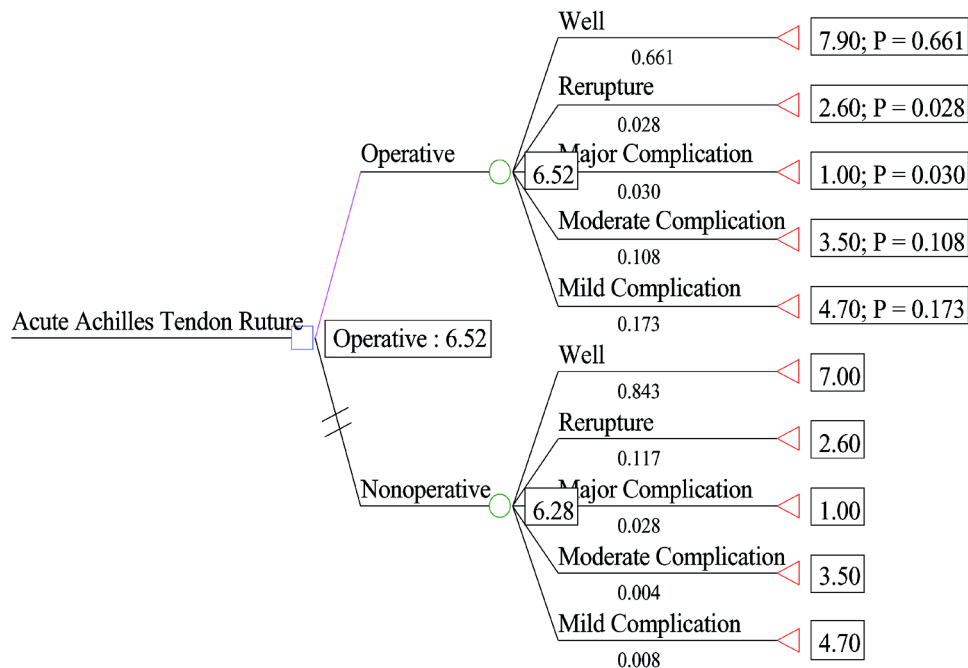 Well
0.661
7.90; P = 0.661
Rerupture
0.028
2.60; P = 0.028
Operative
6.52
Major Complication
0.030
1.00; P = 0.030
Moderate Complication
0.108
3.50; P = 0.108
Mild Complication
0.173
4.70; P = 0.173
Acute Achilles Tendon Ruture
Operative : 6.52
Well
0.843
7.00
Rerupture
0.117
2.60
Nonoperative
6.28
Major Complication
0.028
1.00
Moderate Complication
0.004
3.50
Mild Complication
0.008
4.70